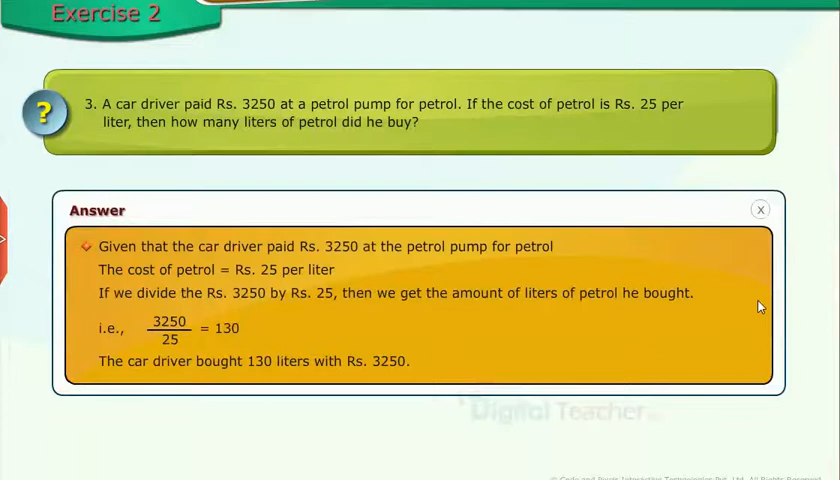 Exercise 2
?
3. A car driver paid Rs. 3250 at a petrol pump for petrol. If the cost of petrol is Rs. 25 per
liter, then how many liters of petrol did he buy?
Answer
X
Given that the car driver paid Rs. 3250 at the petrol pump for petrol
The cost of petrol = Rs. 25 per liter
If we divide the Rs. 3250 by Rs. 25, then we get the amount of liters of petrol he bought.
i.e., 3250/25 = 130
The car driver bought 130 liters with Rs. 3250.
Digital Teacher